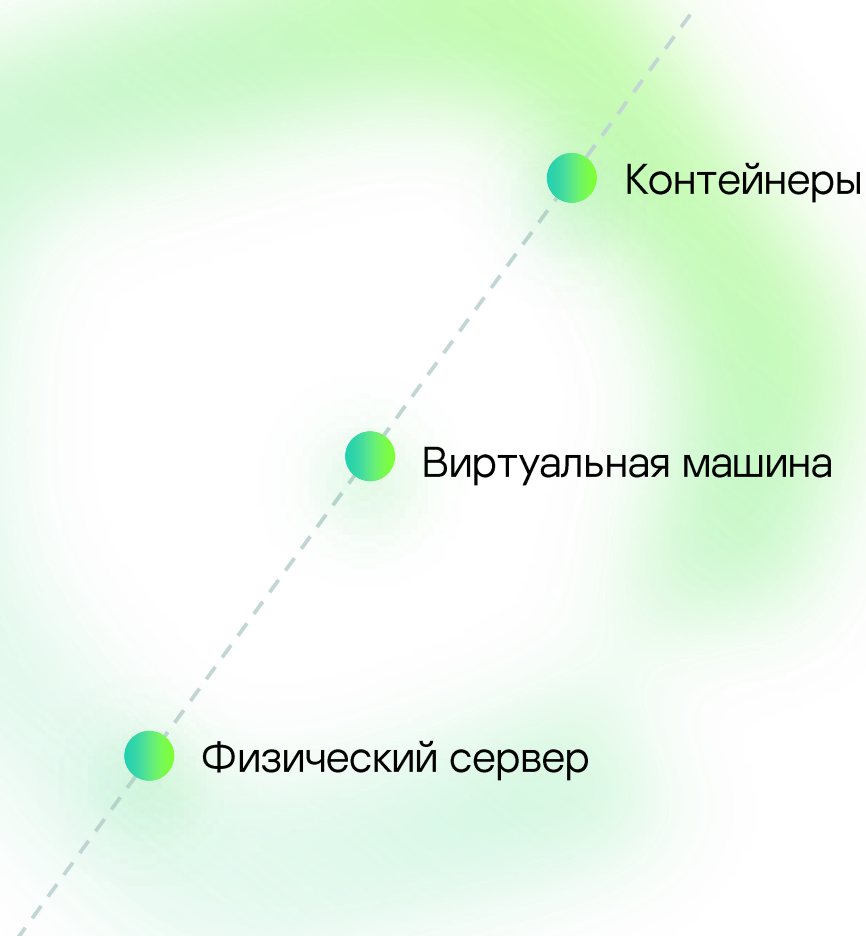 Контейнеры
Виртуальная машина
Физический сервер